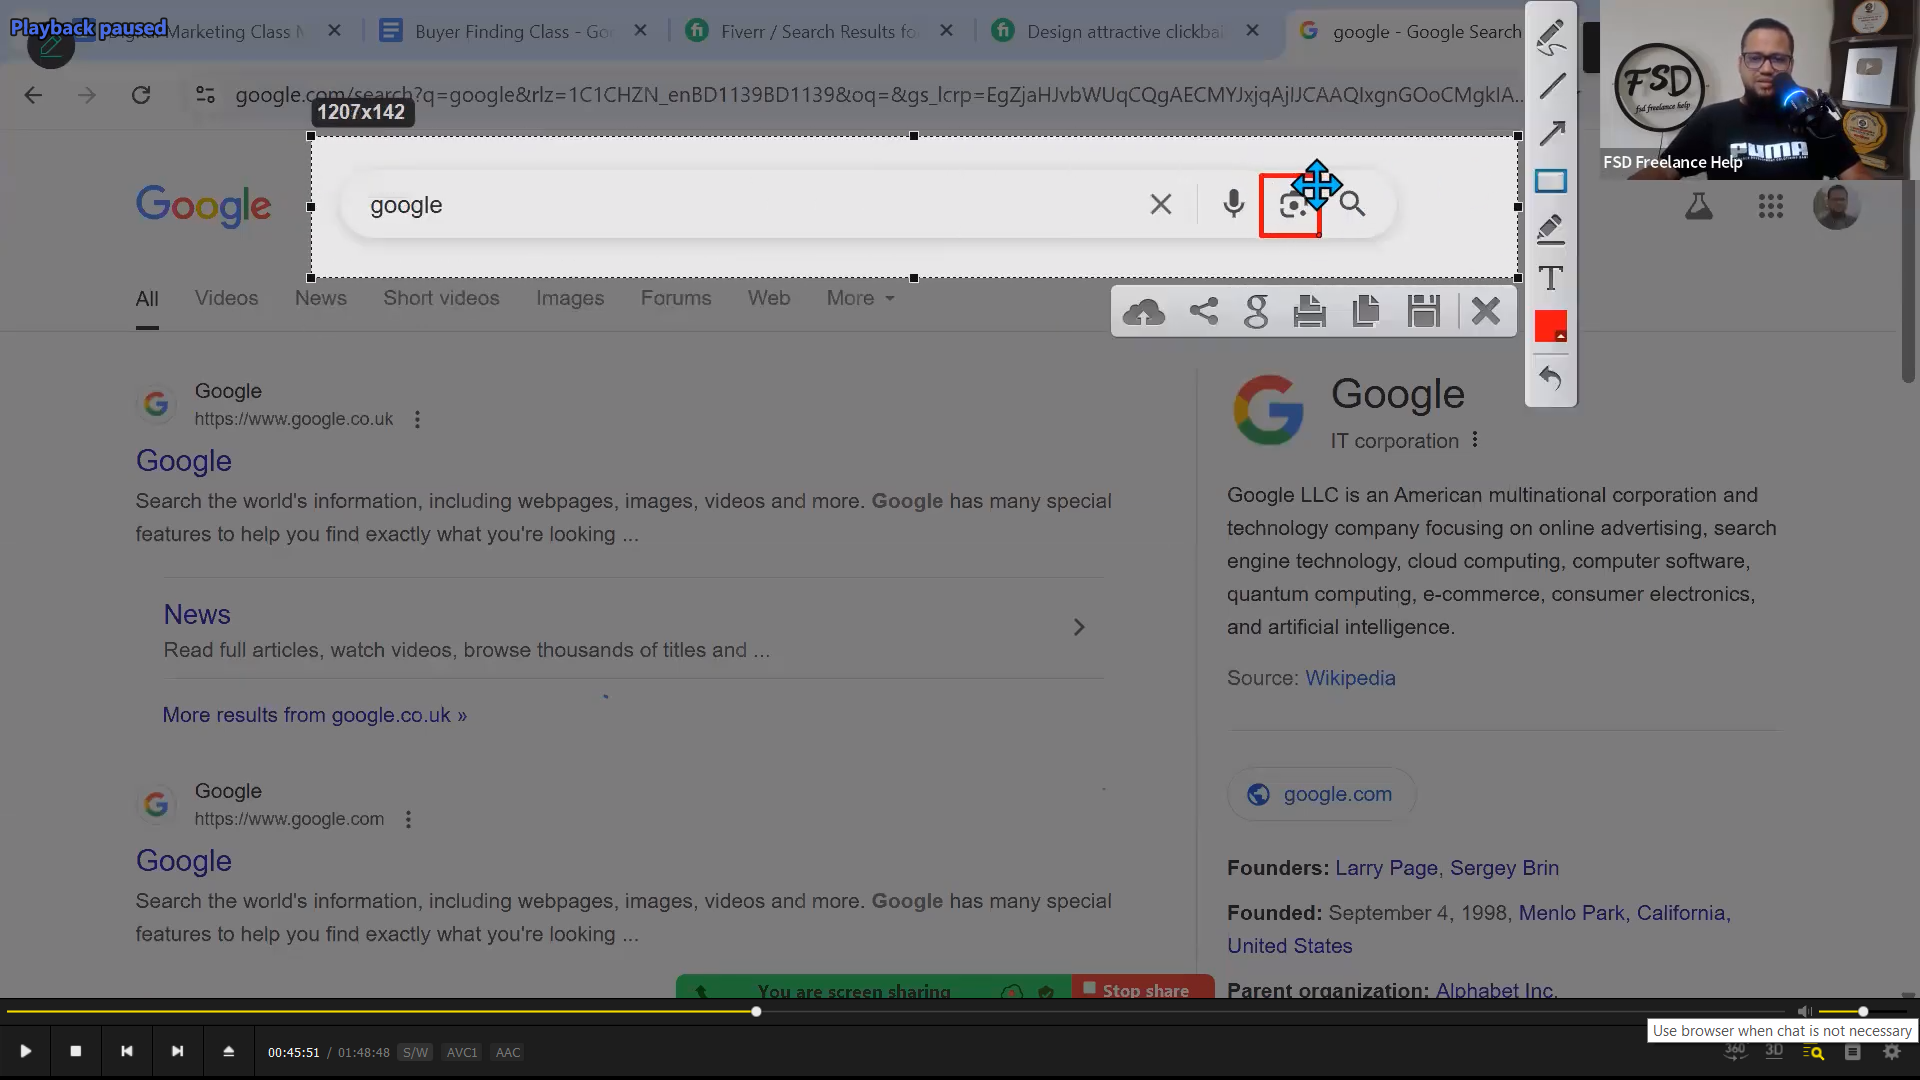 Playback paused
Digital Marketing Class M
Buyer Finding Class - Goo
Fiverr / Search Results fo
Design attractive clickbai
google - Google Search
google.com/search?q=google&rlz=1C1CHZN_enBD1139BD1139&oq=&gs_lcrp=EgZjaHJvbWUqCQgAECMYJxjqAjIJCAAQIxgnGOoCMgkIA...
1207x142
FSD
fsd freelance help
PUMA
FSD Freelance Help
Google
google
All
Videos
News
Short videos
Images
Forums
Web
More
Google
https://www.google.co.uk
Google
Search the world's information, including webpages, images, videos and more. Google has many special
features to help you find exactly what you're looking ...
News
Read full articles, watch videos, browse thousands of titles and ...
More results from google.co.uk »
Google
https://www.google.com
Google
Search the world's information, including webpages, images, videos and more. Google has many special
features to help you find exactly what you're looking ...
Google
IT corporation
Google LLC is an American multinational corporation and
technology company focusing on online advertising, search
engine technology, cloud computing, computer software,
quantum computing, e-commerce, consumer electronics,
and artificial intelligence.
Source: Wikipedia
google.com
Founders: Larry Page, Sergey Brin
Founded: September 4, 1998, Menlo Park, California,
United States
Parent organization: Alphabet Inc.
You are screen sharing
Stop share
Use browser when chat is not necessary
00:45:51 / 01:48:48 S/W AVC1 AAC
360 3D